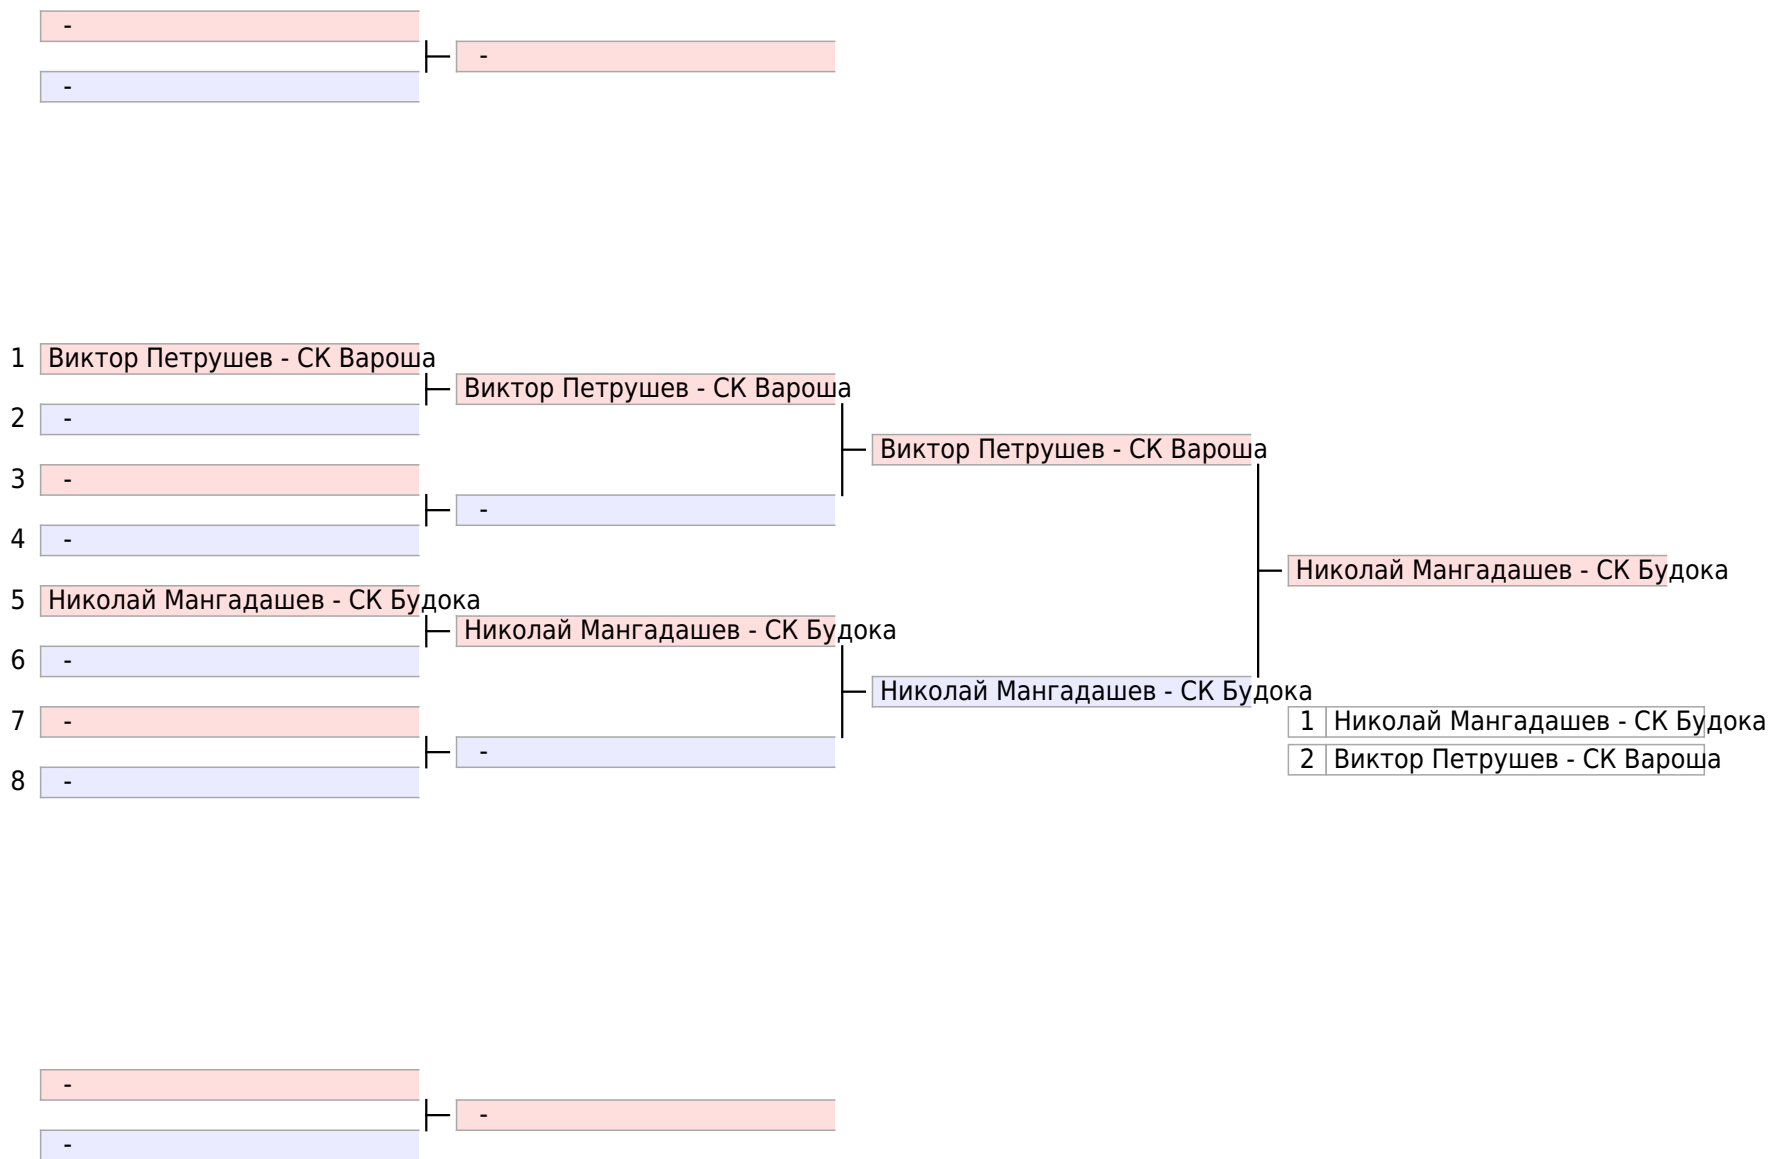 -
-
-
1 Виктор Петрушев - СК Вароша
Виктор Петрушев - СК Вароша
2 -
Виктор Петрушев - СК Вароша
3 -
-
4 -
Николай Мангадашев - СК Будока
5 Николай Мангадашев - СК Будока
Николай Мангадашев - СК Будока
6 -
Николай Мангадашев - СК Будока
7 -
1 Николай Мангадашев - СК Будока
-
2 Виктор Петрушев - СК Вароша
8 -
-
-
-